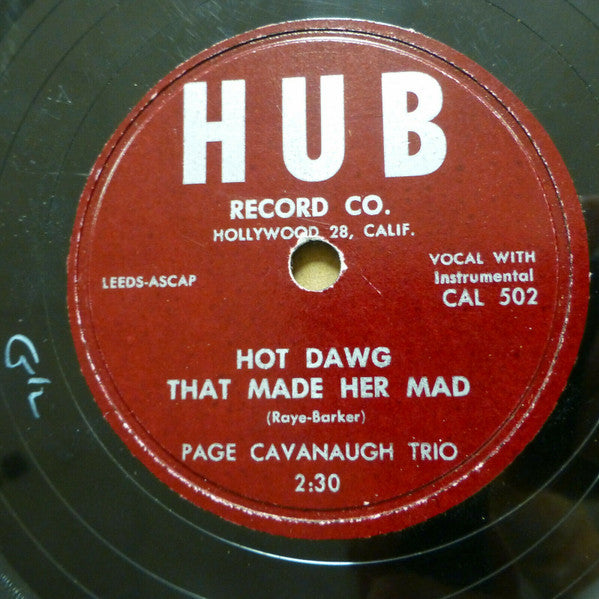 HUB
RECORD CO.
HOLLYWOOD 28, CALIF.
LEEDS-ASCAP
VOCAL WITH
Instrumental
CAL 502
HOT DAWG
THAT MADE HER MAD
(Raye-Barker)
PAGE CAVANAUGH TRIO
2:30